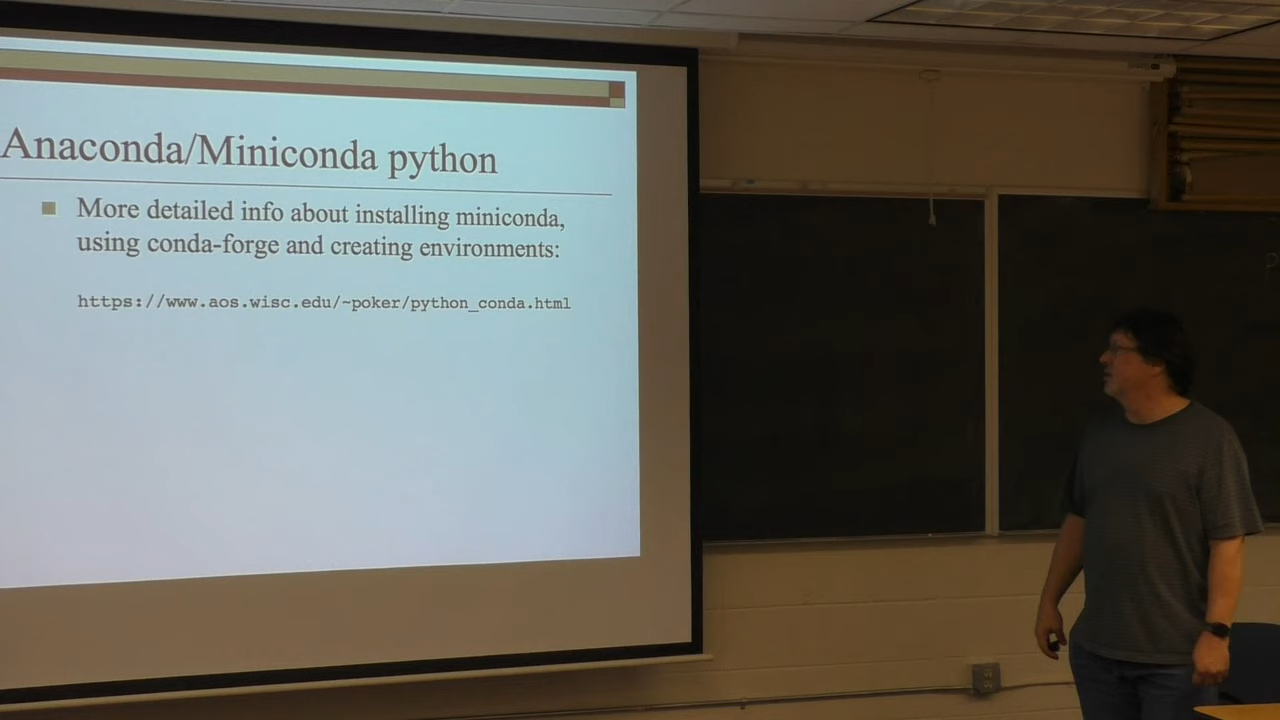 Anaconda/Miniconda python
More detailed info about installing miniconda,
using conda-forge and creating environments:
https://www.aos.wisc.edu/~poker/python_conda.html